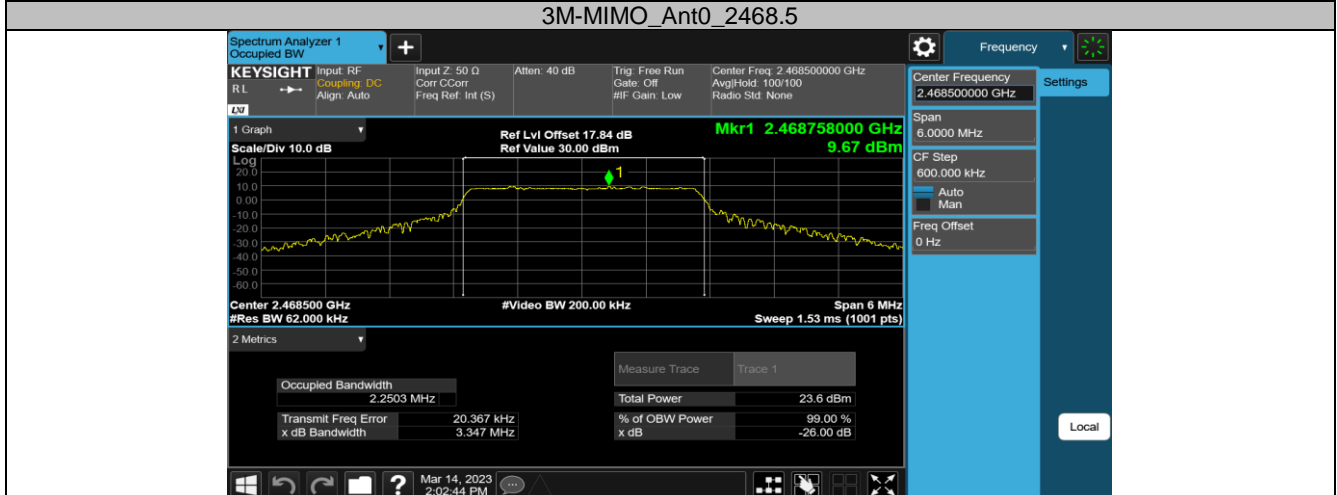 3M-MIMO_Ant0_2468.5
Spectrum Analyzer 1
Occupied BW
Frequency
KEYSIGHT
RL
LXI
Input: RF
Coupling: DC
Align: Auto
Input Z: 50 Ω
Corr CCorr
Freq Ref: Int (S)
Atten: 40 dB
Trig: Free Run
Gate: Off
#IF Gain: Low
Center Freq: 2.468500000 GHz
Avg|Hold: 100/100
Radio Std: None
Center Frequency
2.468500000 GHz
Settings
Span
6.0000 MHz
CF Step
600.000 kHz
Auto
Man
Freq Offset
0 Hz
Local
1 Graph
Scale/Div 10.0 dB
Ref Lvl Offset 17.84 dB
Ref Value 30.00 dBm
Mkr1 2.468758000 GHz
9.67 dBm
Log
20.0
10.0
0.00
-10.0
-20.0
-30.0
-40.0
-50.0
-60.0
1
Center 2.468500 GHz
#Res BW 62.000 kHz
#Video BW 200.00 kHz
Span 6 MHz
Sweep 1.53 ms (1001 pts)
2 Metrics
Measure Trace
Trace 1
Occupied Bandwidth
2.2503 MHz
Total Power
23.6 dBm
Transmit Freq Error
20.367 kHz
% of OBW Power
99.00 %
x dB Bandwidth
3.347 MHz
x dB
-26.00 dB
?
Mar 14, 2023
2:02:44 PM